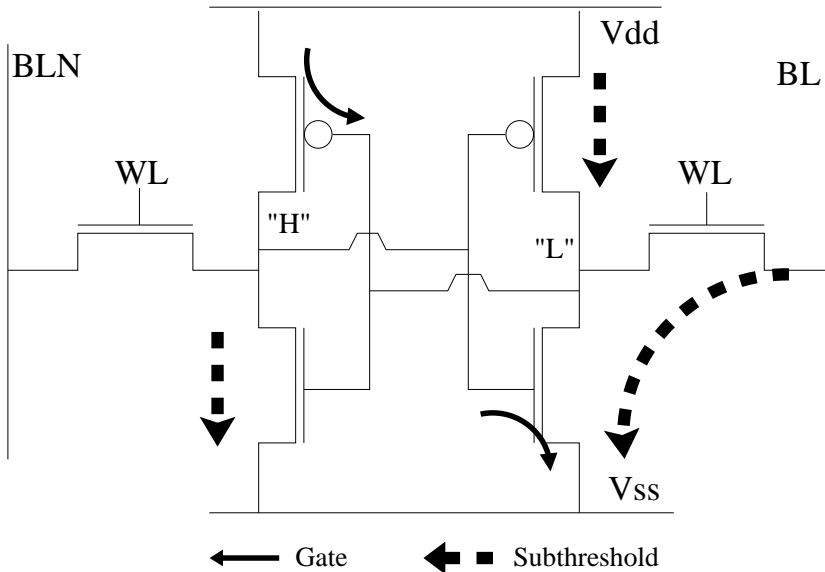 Vdd
BLN
BL
WL
WL
"H"
"L"
Vss
Gate
Subthreshold